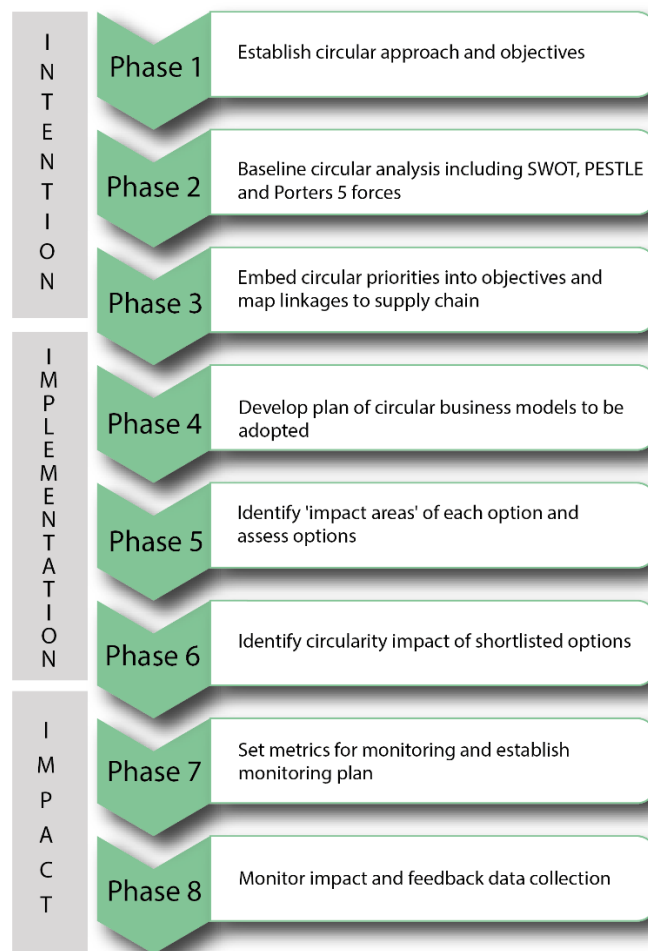 INTENTION
Phase 1
Establish circular approach and objectives
Phase 2
Baseline circular analysis including SWOT, PESTLE
and Porters 5 forces
Phase 3
Embed circular priorities into objectives and
map linkages to supply chain
IMPLEMENTATION
Phase 4
Develop plan of circular business models to be
adopted
Phase 5
Identify 'impact areas' of each option and
assess options
Phase 6
Identify circularity impact of shortlisted options
IMPACT
Phase 7
Set metrics for monitoring and establish
monitoring plan
Phase 8
Monitor impact and feedback data collection